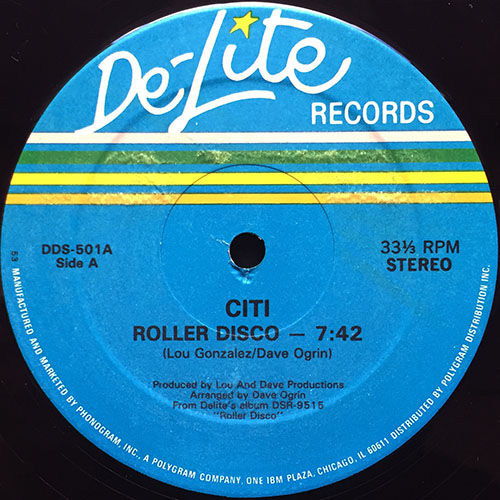 De-Lite
RECORDS
DDS-501A
Side A
33⅓ RPM
STEREO
CITI
ROLLER DISCO — 7:42
(Lou Gonzalez/Dave Ogrin)
Produced by Lou And Dave Productions
Arranged by Dave Ogrin
From Delite's album DSR-9515
"Roller Disco"
53 MANUFACTURED AND MARKETED BY PHONOGRAM, INC., A POLYGRAM COMPANY, ONE IBM PLAZA, CHICAGO, IL 60611 DISTRIBUTED BY POLYGRAM DISTRIBUTION INC.